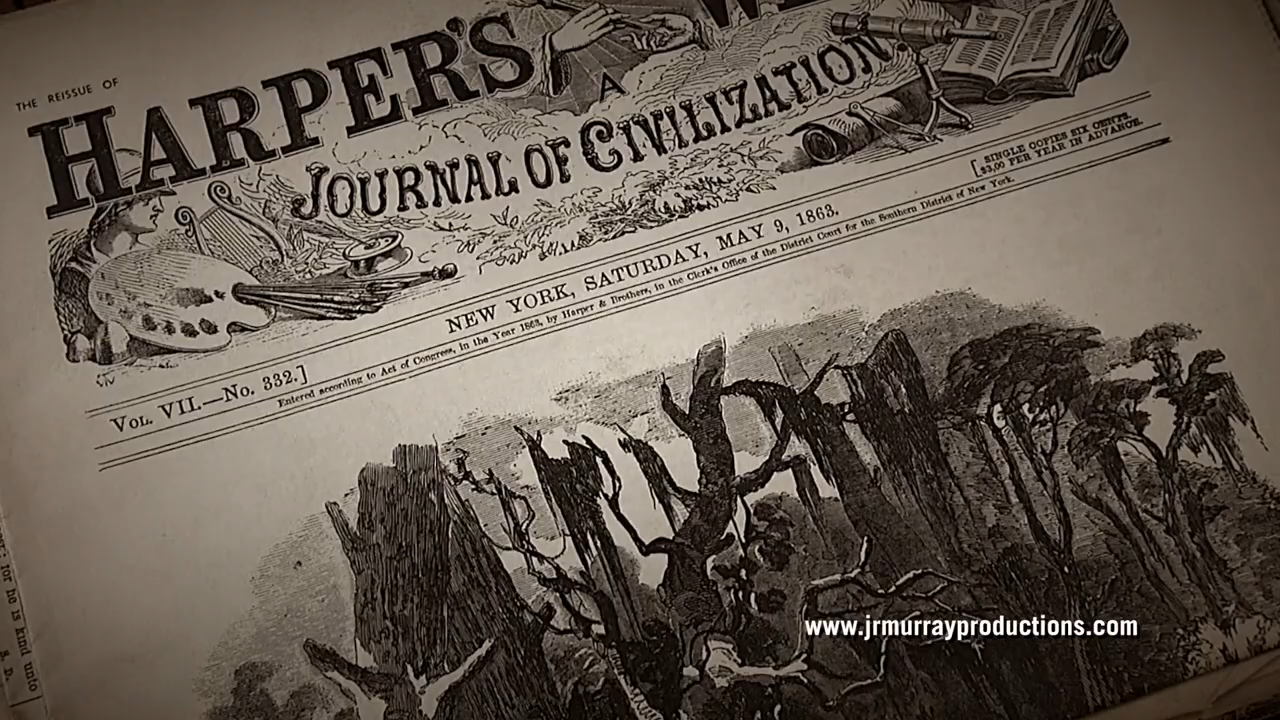 THE REISSUE OF
HARPER'S
A
JOURNAL OF CIVILIZATION
SINGLE COPIES SIX CENTS.
$3,00 PER YEAR IN ADVANCE.
VOL. VII.—NO. 332.]
NEW YORK, SATURDAY, MAY 9, 1863.
Entered according to Act of Congress, in the Year 1863, by Harper & Brothers, in the Clerk's Office of the District Court for the Southern District of New York.
for he is kind unto
www.jrmurrayproductions.com